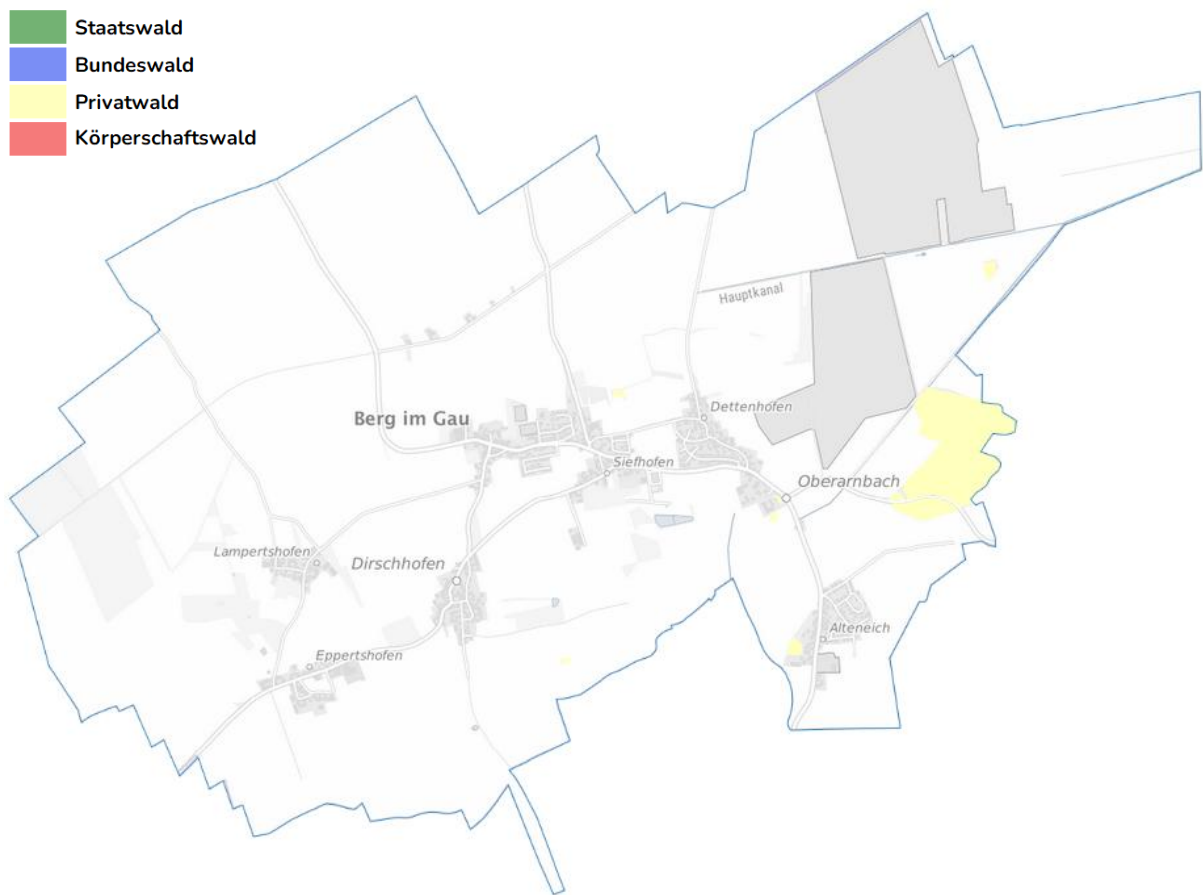 Staatswald
Bundeswald
Privatwald
Körperschaftswald
Hauptkanal
Berg im Gau
Dettenhofen
Siefhofen
Oberarnbach
Lampertshofen
Dirschhofen
Alteneich
Eppertshofen